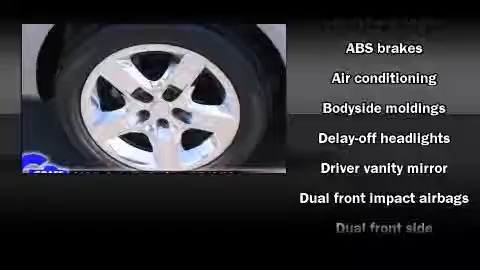 ABS brakes
Air conditioning
Bodyside moldings
Delay-off headlights
Driver vanity mirror
Dual front impact airbags
Dual front side